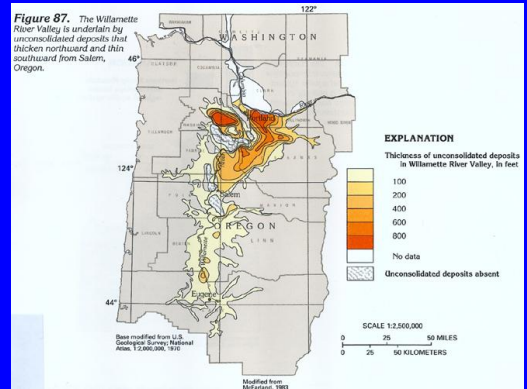 Figure 87. The Willamette
River Valley is underlain by
unconsolidated deposits that
thicken northward and thin
southward from Salem,
Oregon.
122°
WASHINGTON
46°
Portland
124°
Salem
OREGON
LINN
Eugene
44°
EXPLANATION
Thickness of unconsolidated deposits
in Willamette River Valley, in feet
100
200
400
600
800
No data
Unconsolidated deposits absent
SCALE 1:2,500,000
0 25 50 MILES
0 25 50 KILOMETERS
Base modified from U.S.
Geological Survey; National
Atlas, 1:2,000,000, 1970
Modified from
McFarland, 1983